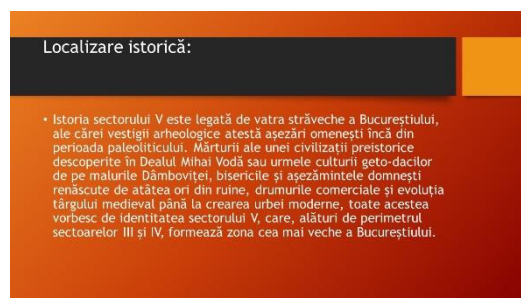 Localizare istorică:
• Istoria sectorului V este legată de vatra străveche a Bucureștiului,
ale cărei vestigii arheologice atestă așezări omenești încă din
perioada paleoliticului. Mărturii ale unei civilizații preistorice
descoperite în Dealul Mihai Vodă sau urmele culturii geto-dacilor
de pe malurile Dâmboviței, bisericile și așezămintele domnești
renăscute de atâtea ori din ruine, drumurile comerciale și evoluția
târgului medieval până la crearea urbei moderne, toate acestea
vorbesc de identitatea sectorului V, care, alături de perimetrul
sectoarelor III și IV, formează zona cea mai veche a Bucureștiului.